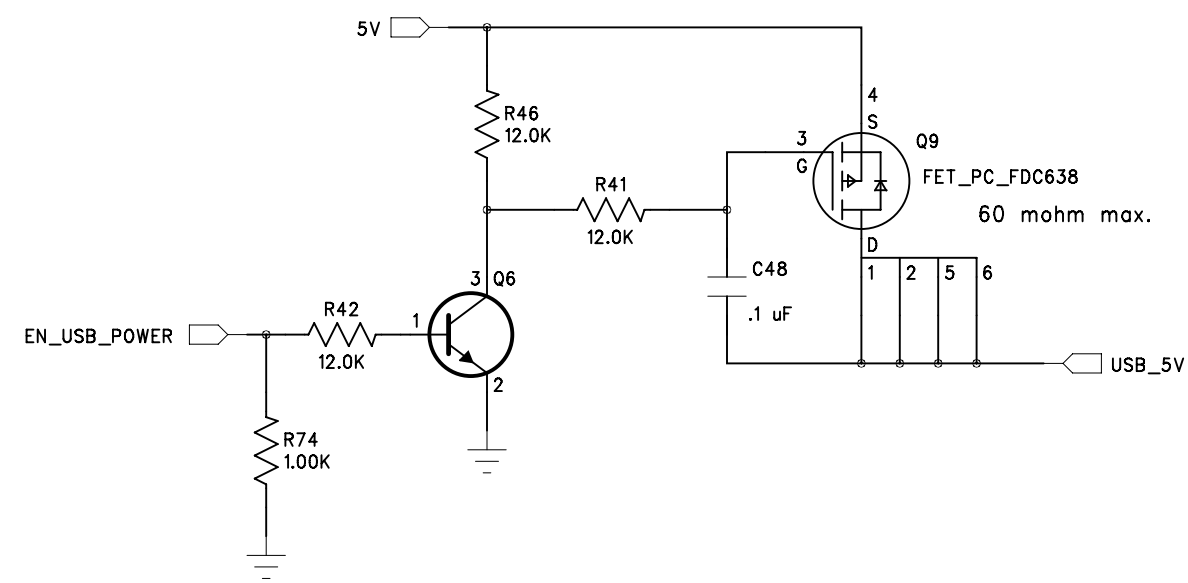 5V
R46
12.0K
4
S
3
G
Q9
FET_PC_FDC638
60 mohm max.
R41
12.0K
D
1
2
5
6
C48
.1 uF
3
Q6
R42
12.0K
1
EN_USB_POWER
2
USB_5V
R74
1.00K